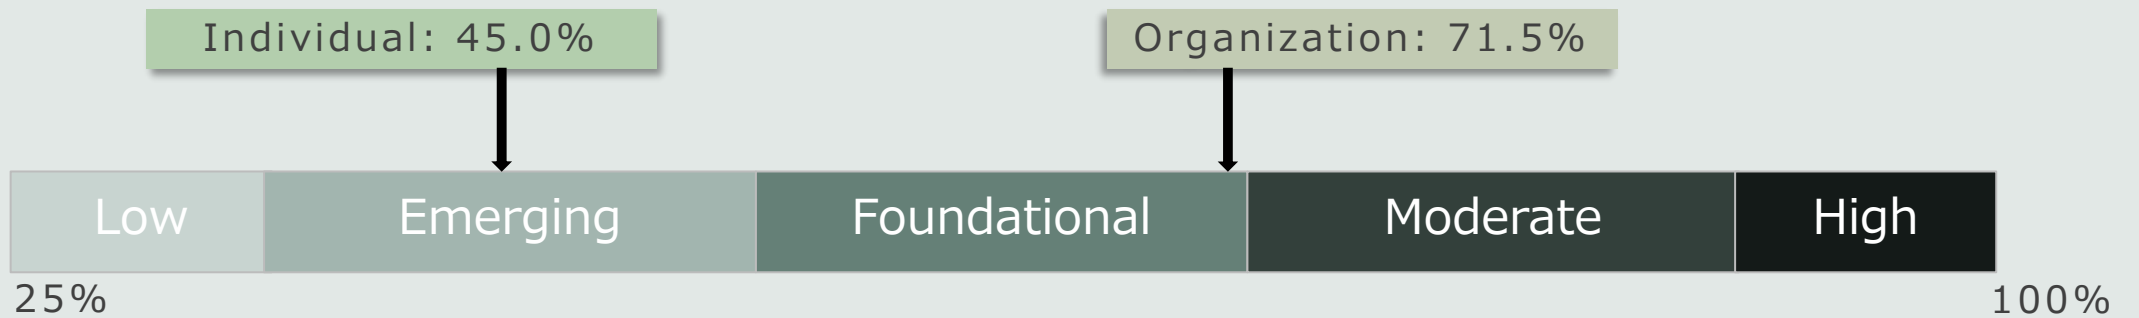 Individual: 45.0%
Organization: 71.5%
Low
Emerging
Foundational
Moderate
High
25%
100%